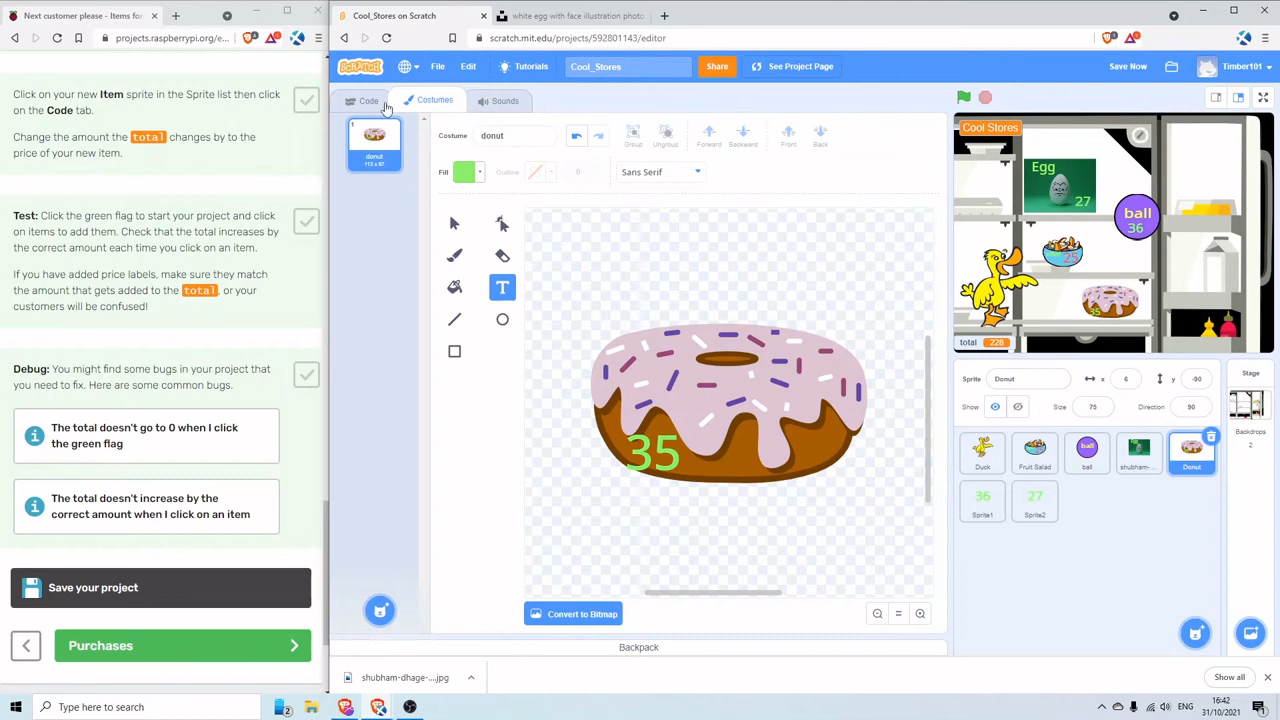 Next customer please - Items for
projects.raspberrypi.org/e...
Cool_Stores on Scratch
white egg with face illustration photo
scratch.mit.edu/projects/592801143/editor
SCRATCH
File
Edit
Tutorials
Cool_Stores
Share
See Project Page
Save Now
Timber101
Click on your new Item sprite in the Sprite list then click
on the Code tab.
Change the amount the total changes by to the
price of your new item.
Test: Click the green flag to start your project and click
on items to add them. Check that the total increases by
the correct amount each time you click on an item.
If you have added price labels, make sure they match
the amount that gets added to the total, or your
customers will be confused!
Debug: You might find some bugs in your project that
you need to fix. Here are some common bugs.
The total doesn't go to 0 when I click
the green flag
The total doesn't increase by the
correct amount when I click on an item
Save your project
Purchases
Code
Costumes
Sounds
1
donut
113 x 67
Costume
donut
Group
Ungroup
Forward
Backward
Front
Back
Fill
Outline
0
Sans Serif
T
35
Convert to Bitmap
Backpack
Cool Stores
Egg
27
ball
36
25
35
total 228
Sprite
Donut
x
6
y
-90
Show
Size
75
Direction
90
Stage
Backdrops
2
Duck
Fruit Salad
ball
shubham-...
Donut
36
Sprite1
27
Sprite2
shubham-dhage-....jpg
Show all
Type here to search
2
ENG
16:42
31/10/2021